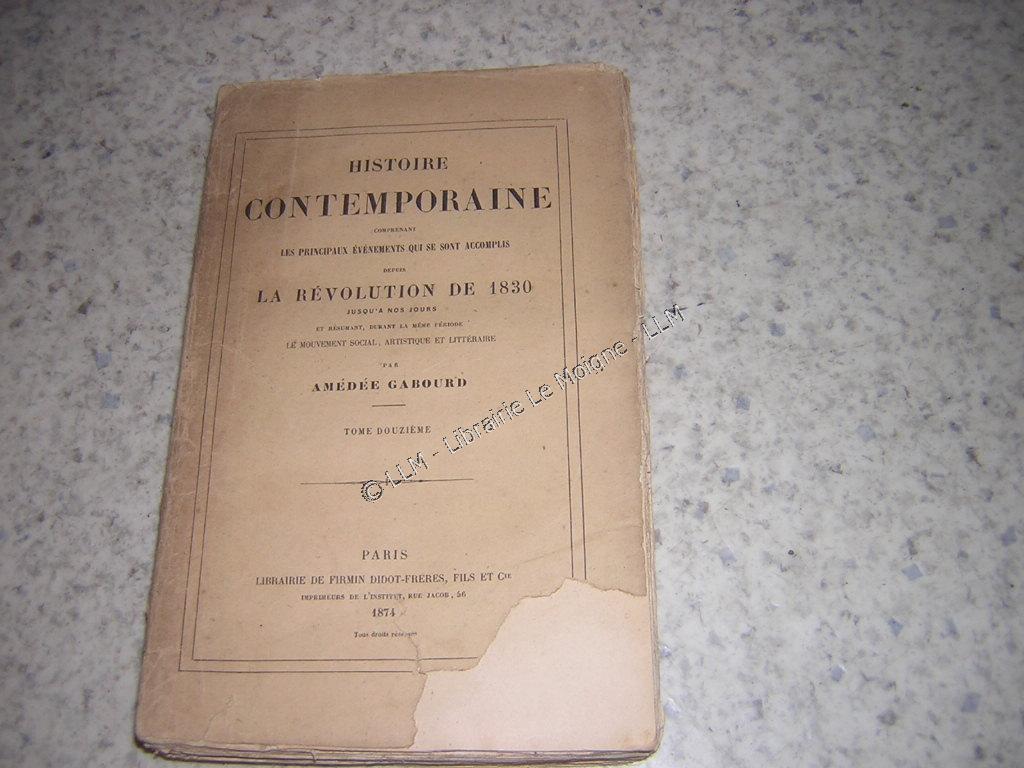 HISTOIRE
CONTEMPORAINE
COMPRENANT
LES PRINCIPAUX ÉVÉNEMENTS QUI SE SONT ACCOMPLIS
DEPUIS
LA RÉVOLUTION DE 1830
JUSQU'A NOS JOURS
ET RÉSUMANT, DURANT LA MÊME PÉRIODE
LE MOUVEMENT SOCIAL, ARTISTIQUE ET LITTÉRAIRE
PAR
AMÉDÉE GABOURD
TOME DOUZIÈME
© LLM - Librairie Le Moigne - LLM -
PARIS
LIBRAIRIE DE FIRMIN DIDOT-FRÈRES, FILS ET Cie
IMPRIMEURS DE L'INSTITUT, RUE JACOB, 56
1874
Tous droits réservés